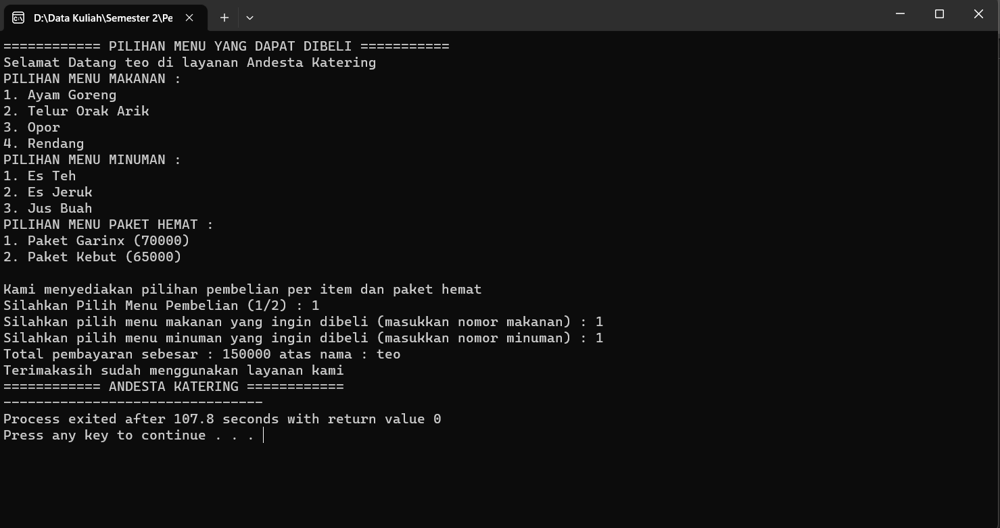 D:\Data Kuliah\Semester 2\Pe
============ PILIHAN MENU YANG DAPAT DIBELI ===========
Selamat Datang teo di layanan Andesta Katering
PILIHAN MENU MAKANAN :
1. Ayam Goreng
2. Telur Orak Arik
3. Opor
4. Rendang
PILIHAN MENU MINUMAN :
1. Es Teh
2. Es Jeruk
3. Jus Buah
PILIHAN MENU PAKET HEMAT :
1. Paket Garinx (70000)
2. Paket Kebut (65000)
Kami menyediakan pilihan pembelian per item dan paket hemat
Silahkan Pilih Menu Pembelian (1/2) : 1
Silahkan pilih menu makanan yang ingin dibeli (masukkan nomor makanan) : 1
Silahkan pilih menu minuman yang ingin dibeli (masukkan nomor minuman) : 1
Total pembayaran sebesar : 150000 atas nama : teo
Terimakasih sudah menggunakan layanan kami
============ ANDESTA KATERING ============
--------------------------------
Process exited after 107.8 seconds with return value 0
Press any key to continue . . .